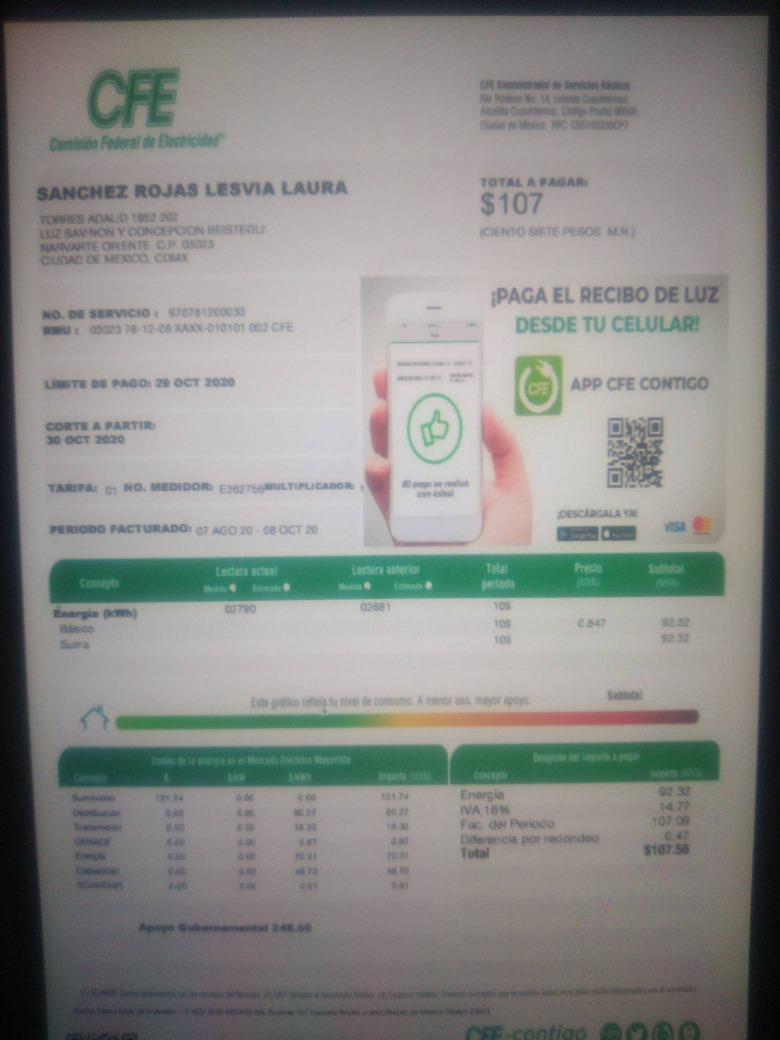 CFE
Comisión Federal de Electricidad
CFE Suministrador de Servicios Básicos
Río Ródano No. 14, colonia Cuauhtémoc,
Alcaldía Cuauhtémoc, Código Postal 06500,
Ciudad de México. RFC
SANCHEZ ROJAS LESVIA LAURA
TORRES ADALID 1852 202
LUZ SAVINON Y CONCEPCION BEISTEGUI
NARVARTE ORIENTE C.P. 03023
CIUDAD DE MEXICO, CDMX
TOTAL A PAGAR:
$107
(CIENTO SIETE PESOS M.N.)
NO. DE SERVICIO : 970781200033
RMU : 03023 78-12-06 XAXX-010101 002 CFE
LÍMITE DE PAGO: 29 OCT 2020
CORTE A PARTIR:
30 OCT 2020
TARIFA: 01 NO. MEDIDOR: E362756 MULTIPLICADOR: 1
PERIODO FACTURADO: 07 AGO 20 - 08 OCT 20
¡PAGA EL RECIBO DE LUZ
DESDE TU CELULAR!
CFE
APP CFE CONTIGO
¡El pago se realizó
con éxito!
¡DESCÁRGALA YA!
Google Play
App Store
VISA
Concepto Lectura actual Lectura anterior Total periodo Precio (MXN) Subtotal (MXN)
Medida Estimada Medida Estimada
Energía (kWh) 02790 02681 109
Básico 109 0.847 92.32
Suma 109 92.32
Este gráfico refleja tu nivel de consumo. A menor uso, mayor apoyo.
Subtotal
Costos de la energía en el Mercado Eléctrico Mayorista
Concepto $ $/kW $/kWh Importe (MXN)
Suministro 121.74 0.00 0.00 121.74
Distribución 0.00 0.00 80.27
Transmisión 0.00 0.00 18.30 18.30
CENACE 0.00 0.00 0.87 0.87
Energía 0.00 0.00 70.31 70.31
Capacidad 0.00 0.00 48.72 48.72
SCnMEM 0.00 0.00 0.61 0.61
Desglose del importe a pagar
Concepto Importe (MXN)
Energía 92.32
IVA 16% 14.77
Fac. del Periodo 107.09
Diferencia por redondeo 0.47
Total $107.56
Apoyo Gubernamental 248.50
CFE-contigo